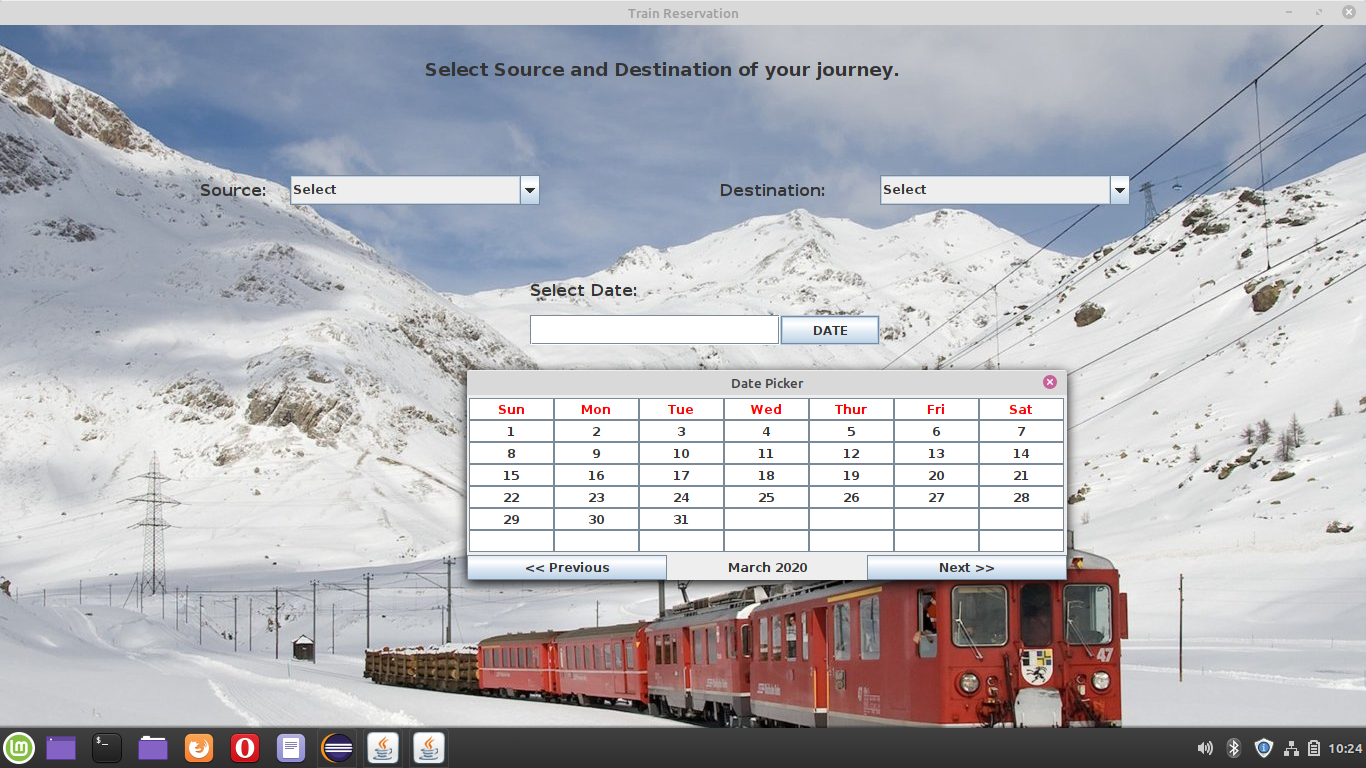 Train Reservation
Select Source and Destination of your journey.
Source: Select Destination: Select
Select Date:
DATE
Date Picker
Sun Mon Tue Wed Thur Fri Sat
1 2 3 4 5 6 7
8 9 10 11 12 13 14
15 16 17 18 19 20 21
22 23 24 25 26 27 28
29 30 31
<< Previous March 2020 Next >>
47
$-
10:24